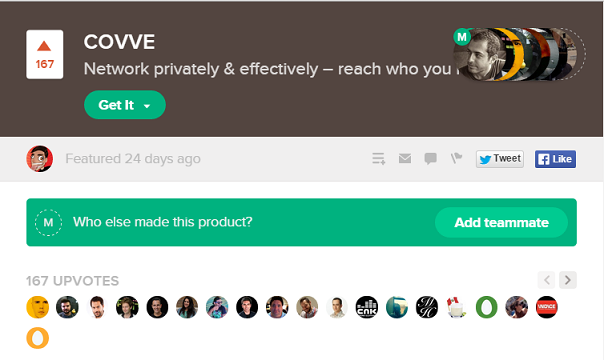 COVVE
167
Network privately & effectively – reach who you
M
Get It
Featured 24 days ago
Tweet
Like
M
Who else made this product?
Add teammate
167 UPVOTES
CNK
M